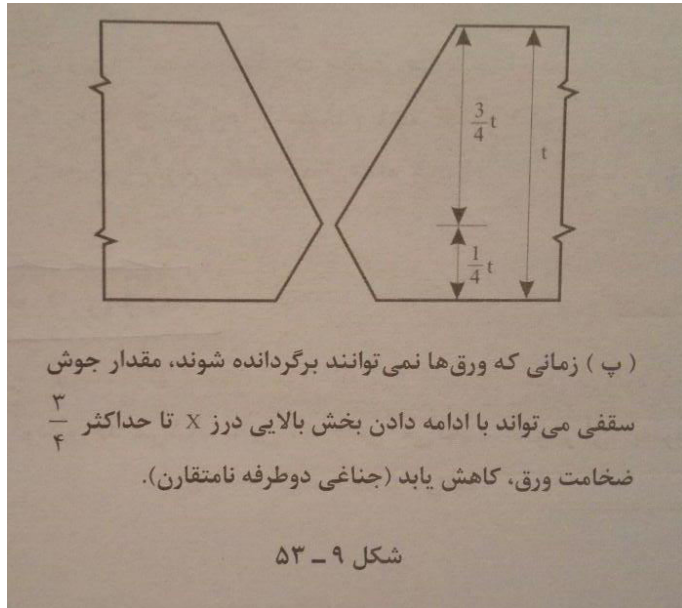 3/4 t
t
1/4 t
( پ ) زمانی که ورق‌ها نمی‌توانند برگردانده شوند، مقدار جوش
سقفی می‌تواند با ادامه دادن بخش بالایی درز X تا حداکثر ۳/۴
ضخامت ورق، کاهش یابد (جناغی دوطرفه نامتقارن).
شکل ۹ ــ ۵۳